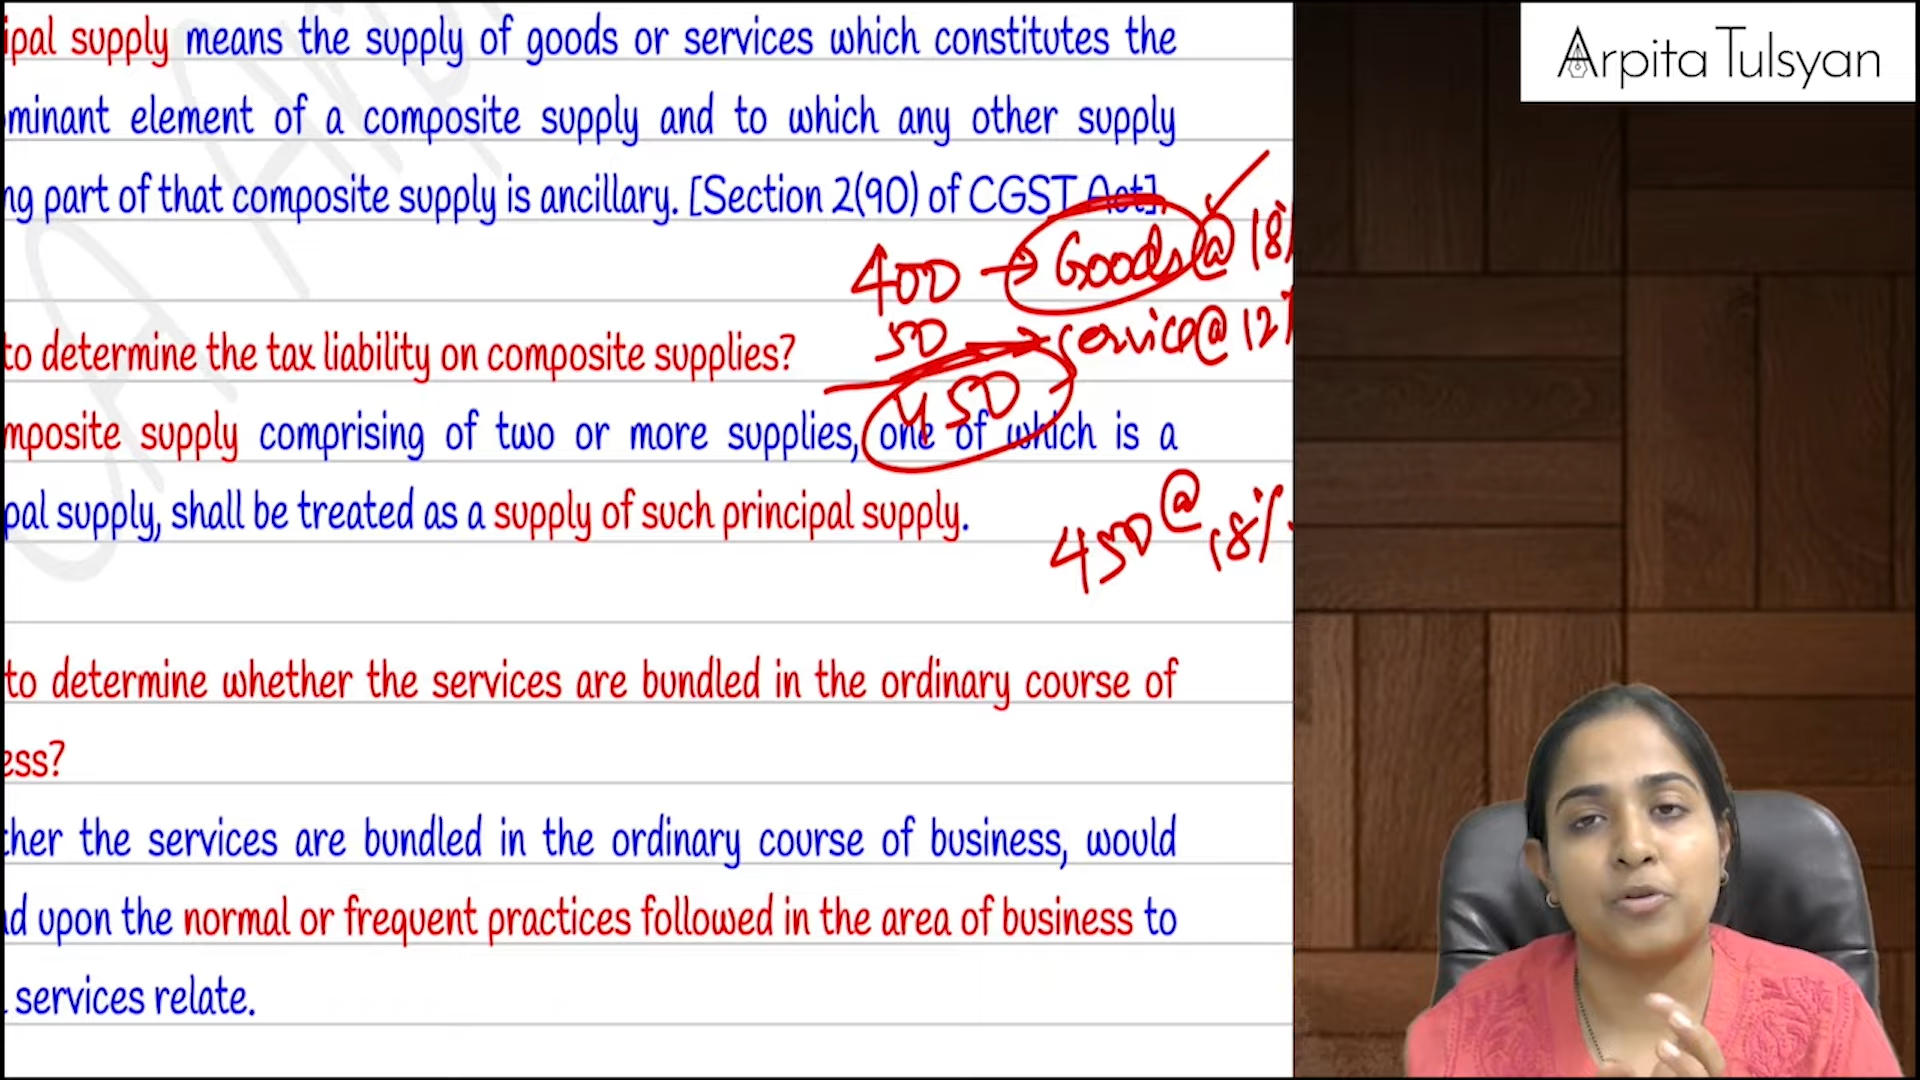 Arpita Tulsyan
ipal supply means the supply of goods or services which constitutes the
minant element of a composite supply and to which any other supply
ng part of that composite supply is ancillary. [Section 2(90) of CGST Act].
400 → Goods @ 18%
50 → service @ 12%
450
to determine the tax liability on composite supplies?
mposite supply comprising of two or more supplies, one of which is a
pal supply, shall be treated as a supply of such principal supply.
450 @ 18%
to determine whether the services are bundled in the ordinary course of
ess?
ther the services are bundled in the ordinary course of business, would
nd upon the normal or frequent practices followed in the area of business to
services relate.